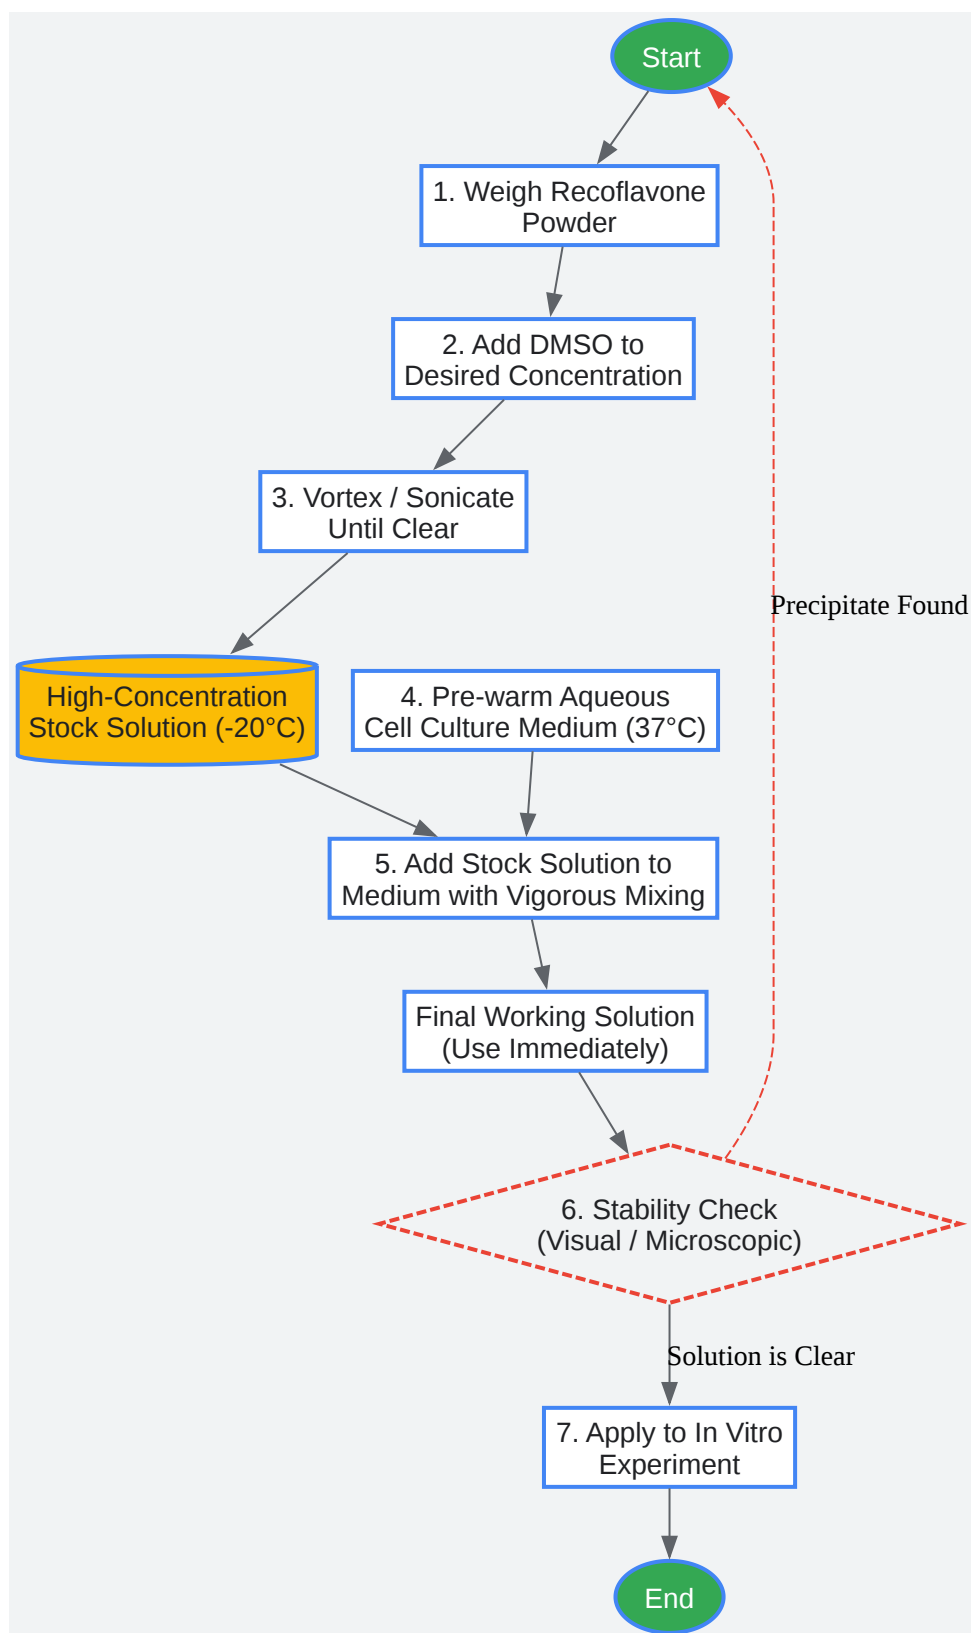 Start
1. Weigh Recoflavone
Powder
2. Add DMSO to
Desired Concentration
3. Vortex / Sonicate
Until Clear
Precipitate Found
High-Concentration
Stock Solution (-20°C)
4. Pre-warm Aqueous
Cell Culture Medium (37°C)
5. Add Stock Solution to
Medium with Vigorous Mixing
Final Working Solution
(Use Immediately)
6. Stability Check
(Visual / Microscopic)
Solution is Clear
7. Apply to In Vitro
Experiment
End